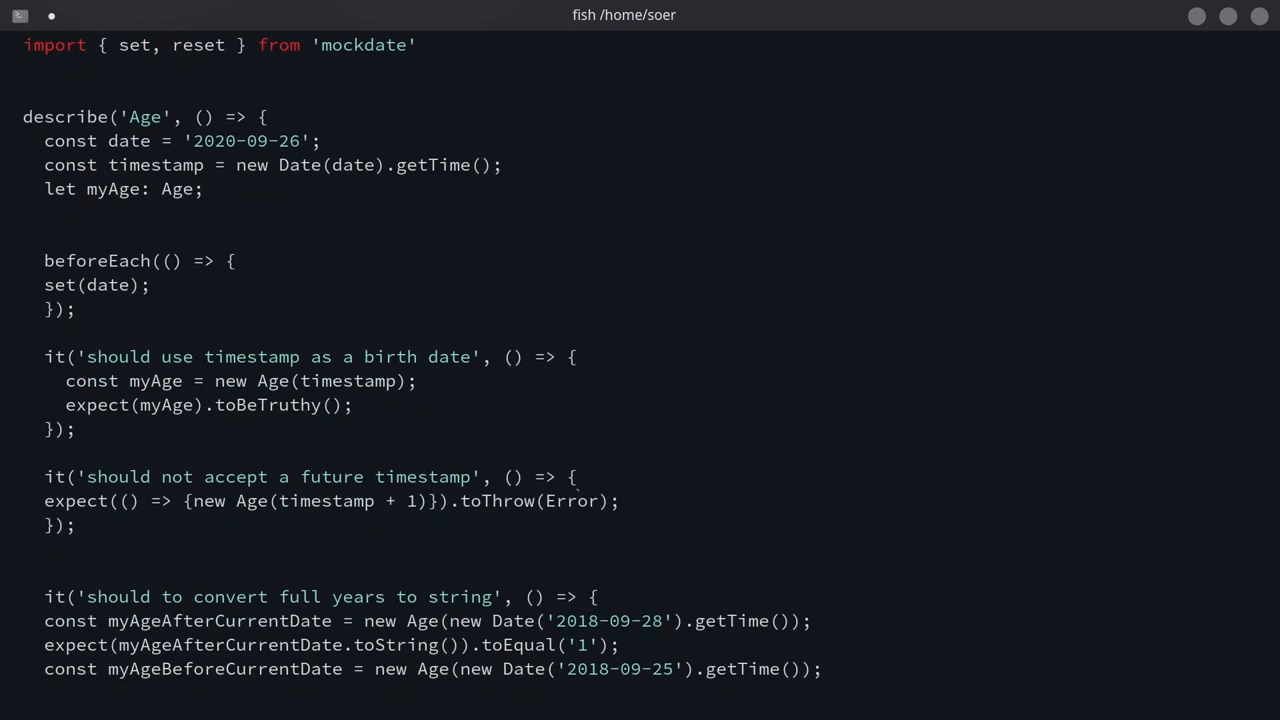 fish /home/soer
import { set, reset } from 'mockdate'
describe('Age', () => {
const date = '2020-09-26';
const timestamp = new Date(date).getTime();
let myAge: Age;
beforeEach(() => {
set(date);
});
it('should use timestamp as a birth date', () => {
const myAge = new Age(timestamp);
expect(myAge).toBeTruthy();
});
it('should not accept a future timestamp', () => {
expect(() => {new Age(timestamp + 1)}).toThrow(Error);
});
it('should to convert full years to string', () => {
const myAgeAfterCurrentDate = new Age(new Date('2018-09-28').getTime());
expect(myAgeAfterCurrentDate.toString()).toEqual('1');
const myAgeBeforeCurrentDate = new Age(new Date('2018-09-25').getTime());